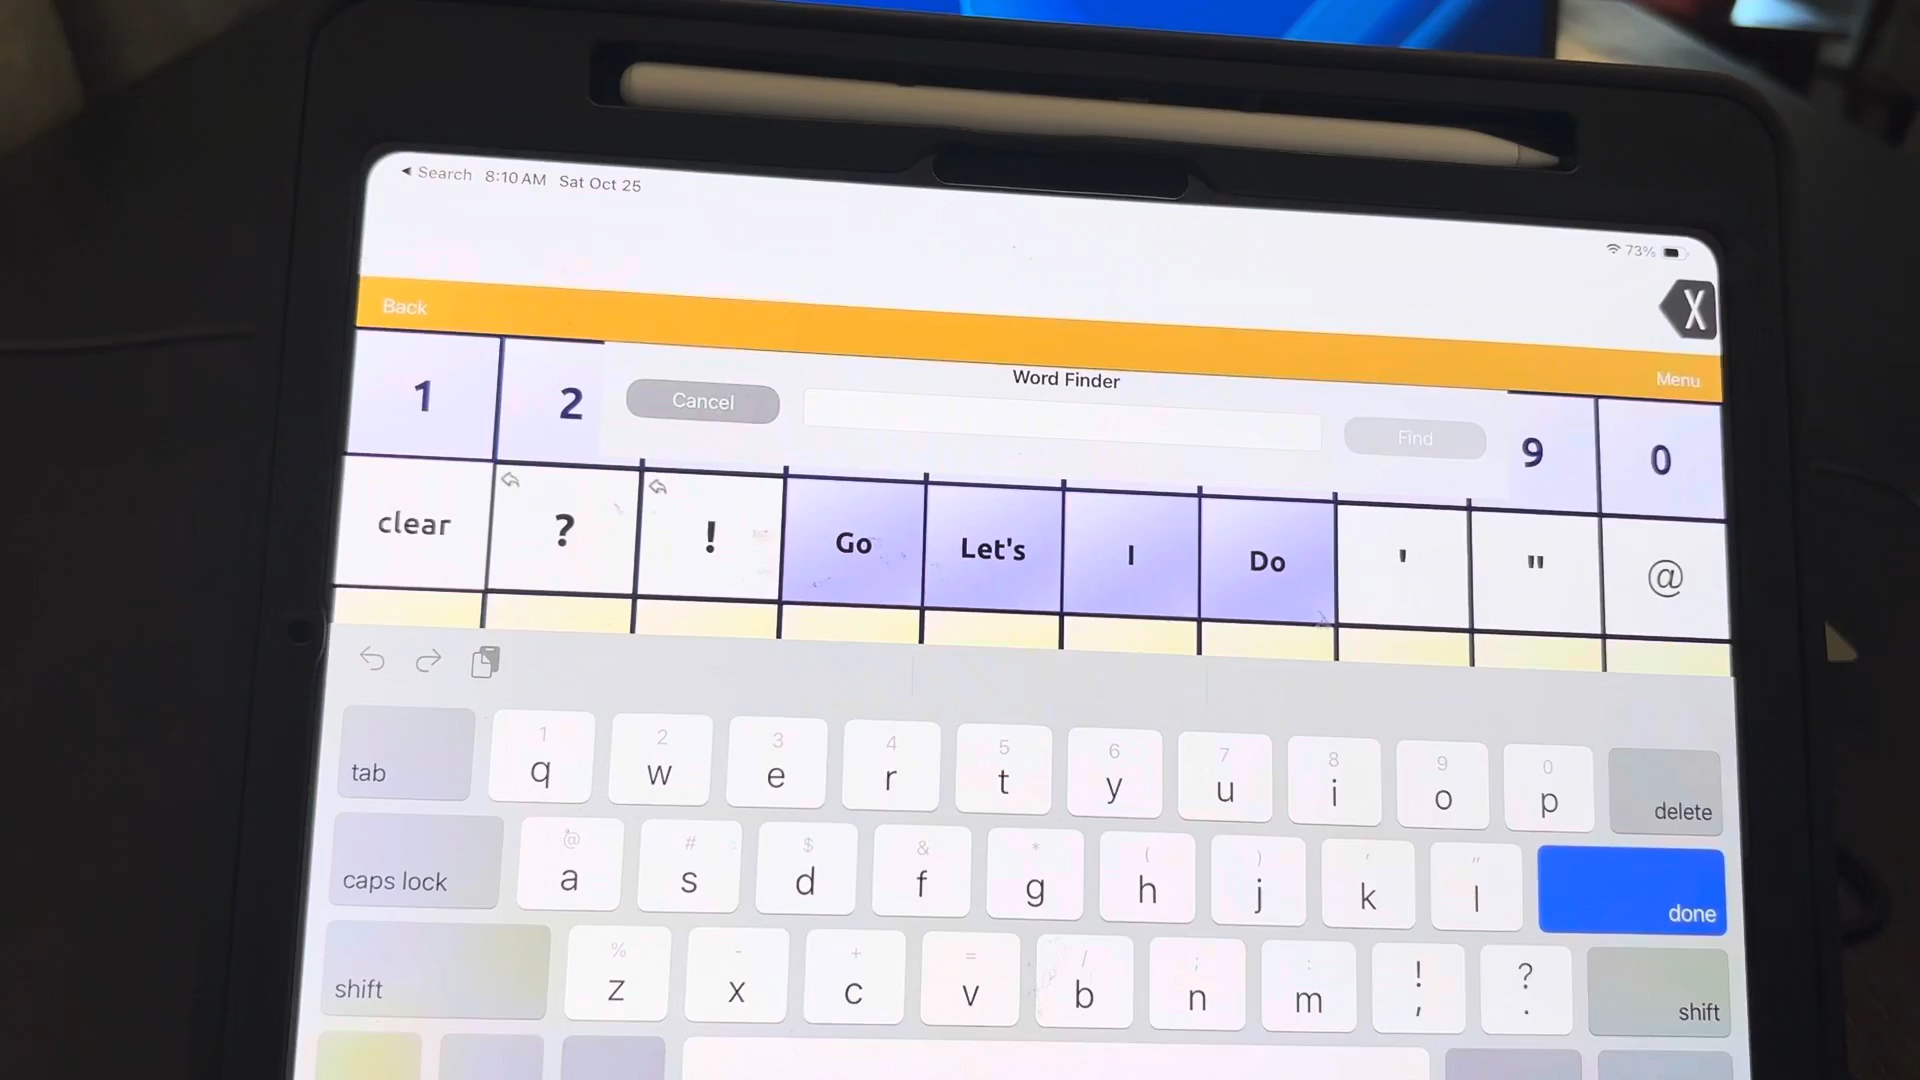 ◄ Search 8:10 AM Sat Oct 25
73%
X
Back
Menu
Word Finder
Cancel
Find
1 2 9 0
clear ? ! Go Let's I Do ' " @
1 2 3 4 5 6 7 8 9 0
tab q w e r t y u i o p delete
@ # $ & * ( ) ' "
caps lock a s d f g h j k l done
% - + = / ; : ! ?
shift z x c v b n m , . shift